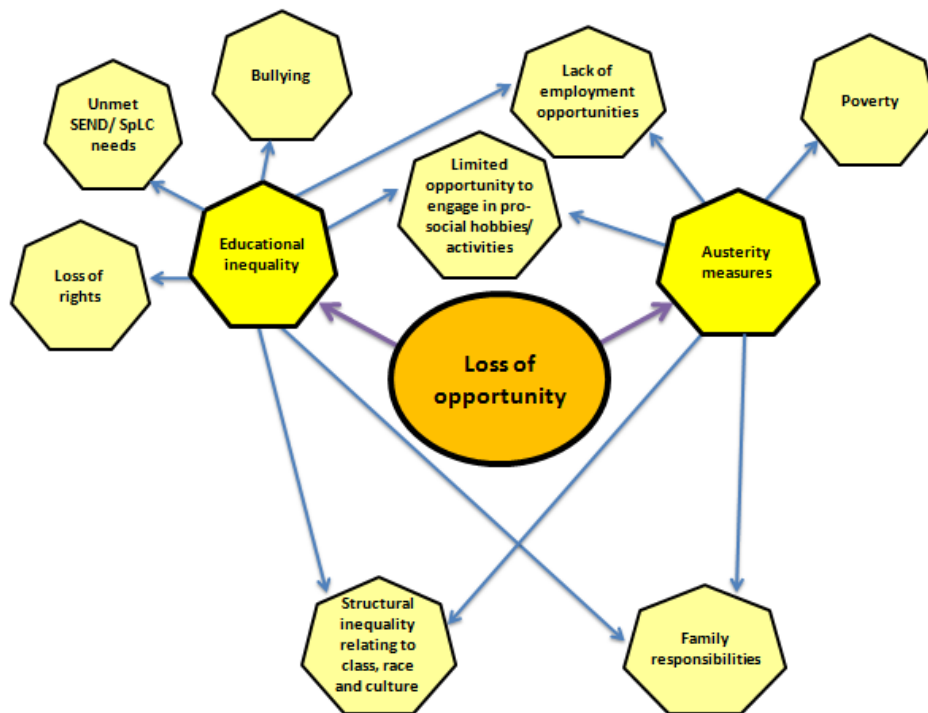 Bullying
Lack of
employment
opportunities
Poverty
Unmet
SEND/ SpLC
needs
Limited
opportunity to
engage in pro-
social hobbies/
activities
Educational
inequality
Austerity
measures
Loss of
rights
Loss of
opportunity
Structural
inequality
relating to
class, race
and culture
Family
responsibilities